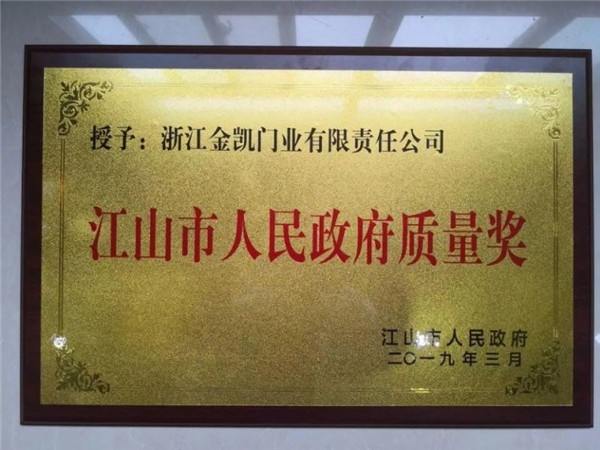 授予：浙江金凯门业有限责任公司
江山市人民政府质量奖
江山市人民政府
二〇一九年三月